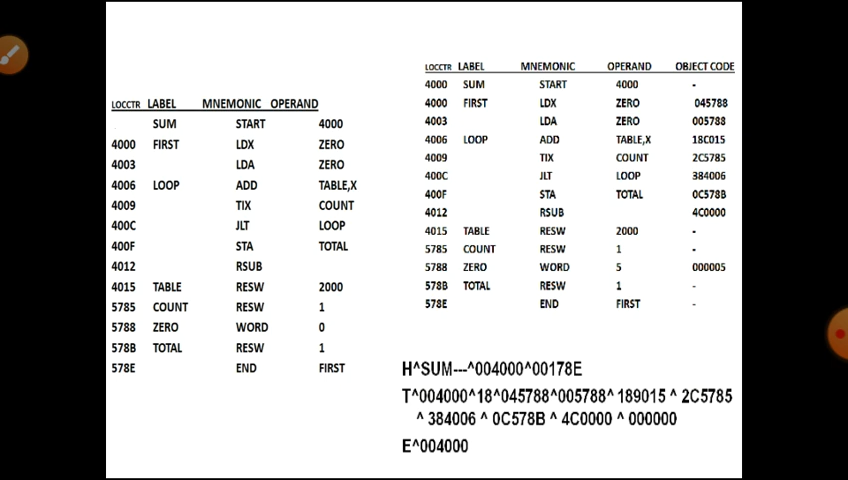 LOCCTR LABEL MNEMONIC OPERAND
SUM START 4000
4000 FIRST LDX ZERO
4003 LDA ZERO
4006 LOOP ADD TABLE,X
4009 TIX COUNT
400C JLT LOOP
400F STA TOTAL
4012 RSUB
4015 TABLE RESW 2000
5785 COUNT RESW 1
5788 ZERO WORD 0
578B TOTAL RESW 1
578E END FIRST
LOCCTR LABEL MNEMONIC OPERAND OBJECT CODE
4000 SUM START 4000 -
4000 FIRST LDX ZERO 045788
4003 LDA ZERO 005788
4006 LOOP ADD TABLE,X 18C015
4009 TIX COUNT 2C5785
400C JLT LOOP 384006
400F STA TOTAL 0C578B
4012 RSUB 4C0000
4015 TABLE RESW 2000 -
5785 COUNT RESW 1 -
5788 ZERO WORD 5 000005
578B TOTAL RESW 1 -
578E END FIRST -
H^SUM---^004000^00178E
T^004000^18^045788^005788^ 189015 ^ 2C5785
^ 384006 ^ 0C578B ^ 4C0000 ^ 000000
E^004000